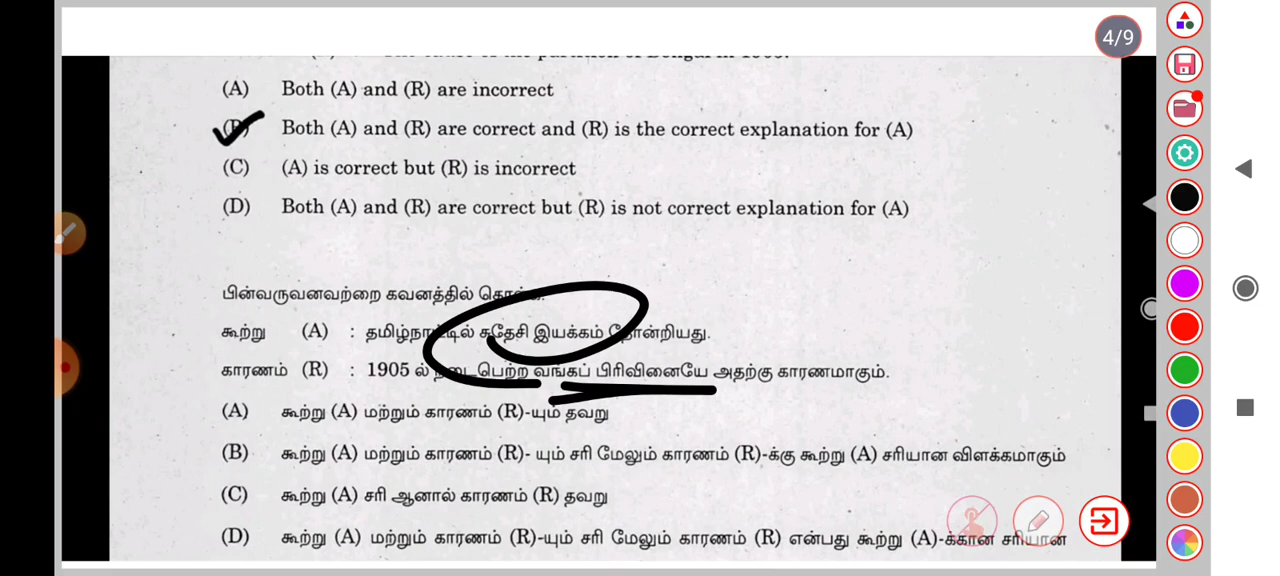 4/9
(A) Both (A) and (R) are incorrect
Both (A) and (R) are correct and (R) is the correct explanation for (A)
(C) (A) is correct but (R) is incorrect
(D) Both (A) and (R) are correct but (R) is not correct explanation for (A)
பின்வருவனவற்றை கவனத்தில் கொள்க.
கூற்று (A) : தமிழ்நாட்டில் சுதேசி இயக்கம் தோன்றியது.
காரணம் (R) : 1905 ல் நடைபெற்ற வங்கப் பிரிவினையே அதற்கு காரணமாகும்.
(A) கூற்று (A) மற்றும் காரணம் (R)-யும் தவறு
(B) கூற்று (A) மற்றும் காரணம் (R)- யும் சரி மேலும் காரணம் (R)-க்கு கூற்று (A) சரியான விளக்கமாகும்
(C) கூற்று (A) சரி ஆனால் காரணம் (R) தவறு
(D) கூற்று (A) மற்றும் காரணம் (R)-யும் சரி மேலும் காரணம் (R) என்பது கூற்று (A)-க்கான சரியான